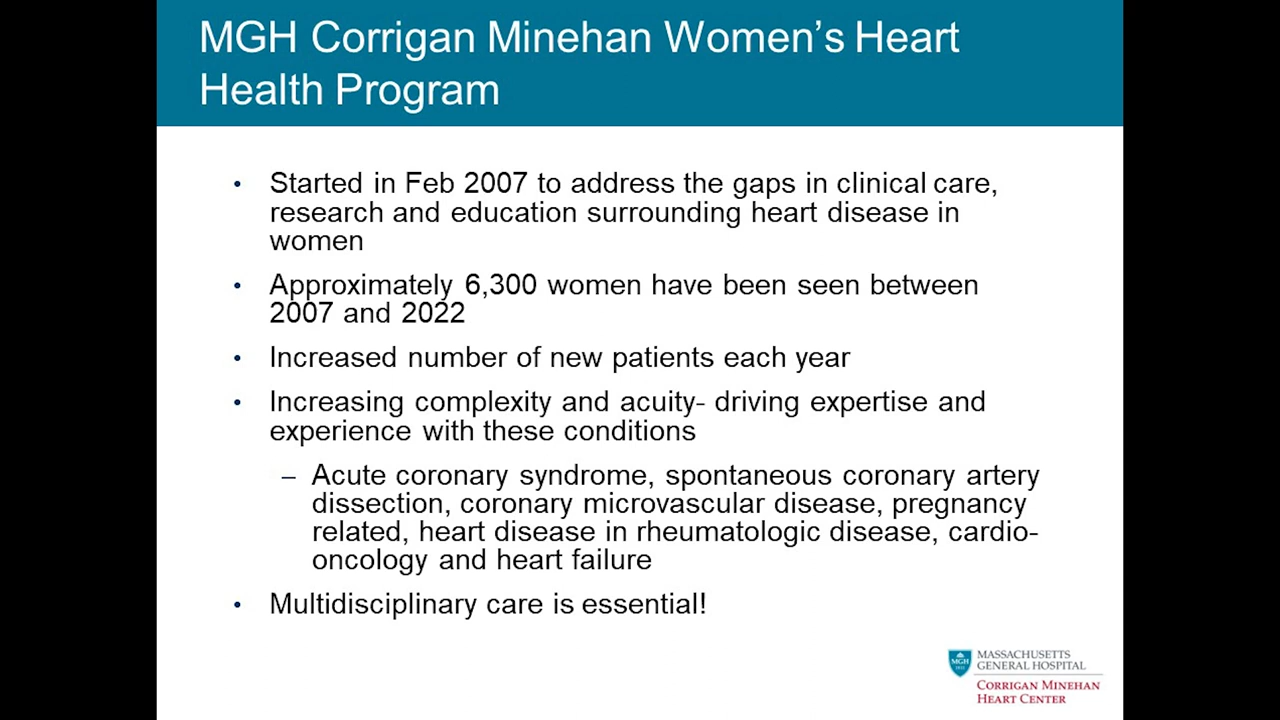 MGH Corrigan Minehan Women's Heart
Health Program
• Started in Feb 2007 to address the gaps in clinical care,
research and education surrounding heart disease in
women
• Approximately 6,300 women have been seen between
2007 and 2022
• Increased number of new patients each year
• Increasing complexity and acuity- driving expertise and
experience with these conditions
– Acute coronary syndrome, spontaneous coronary artery
dissection, coronary microvascular disease, pregnancy
related, heart disease in rheumatologic disease, cardio-
oncology and heart failure
• Multidisciplinary care is essential!
MGH
MASSACHUSETTS
GENERAL HOSPITAL
CORRIGAN MINEHAN
HEART CENTER